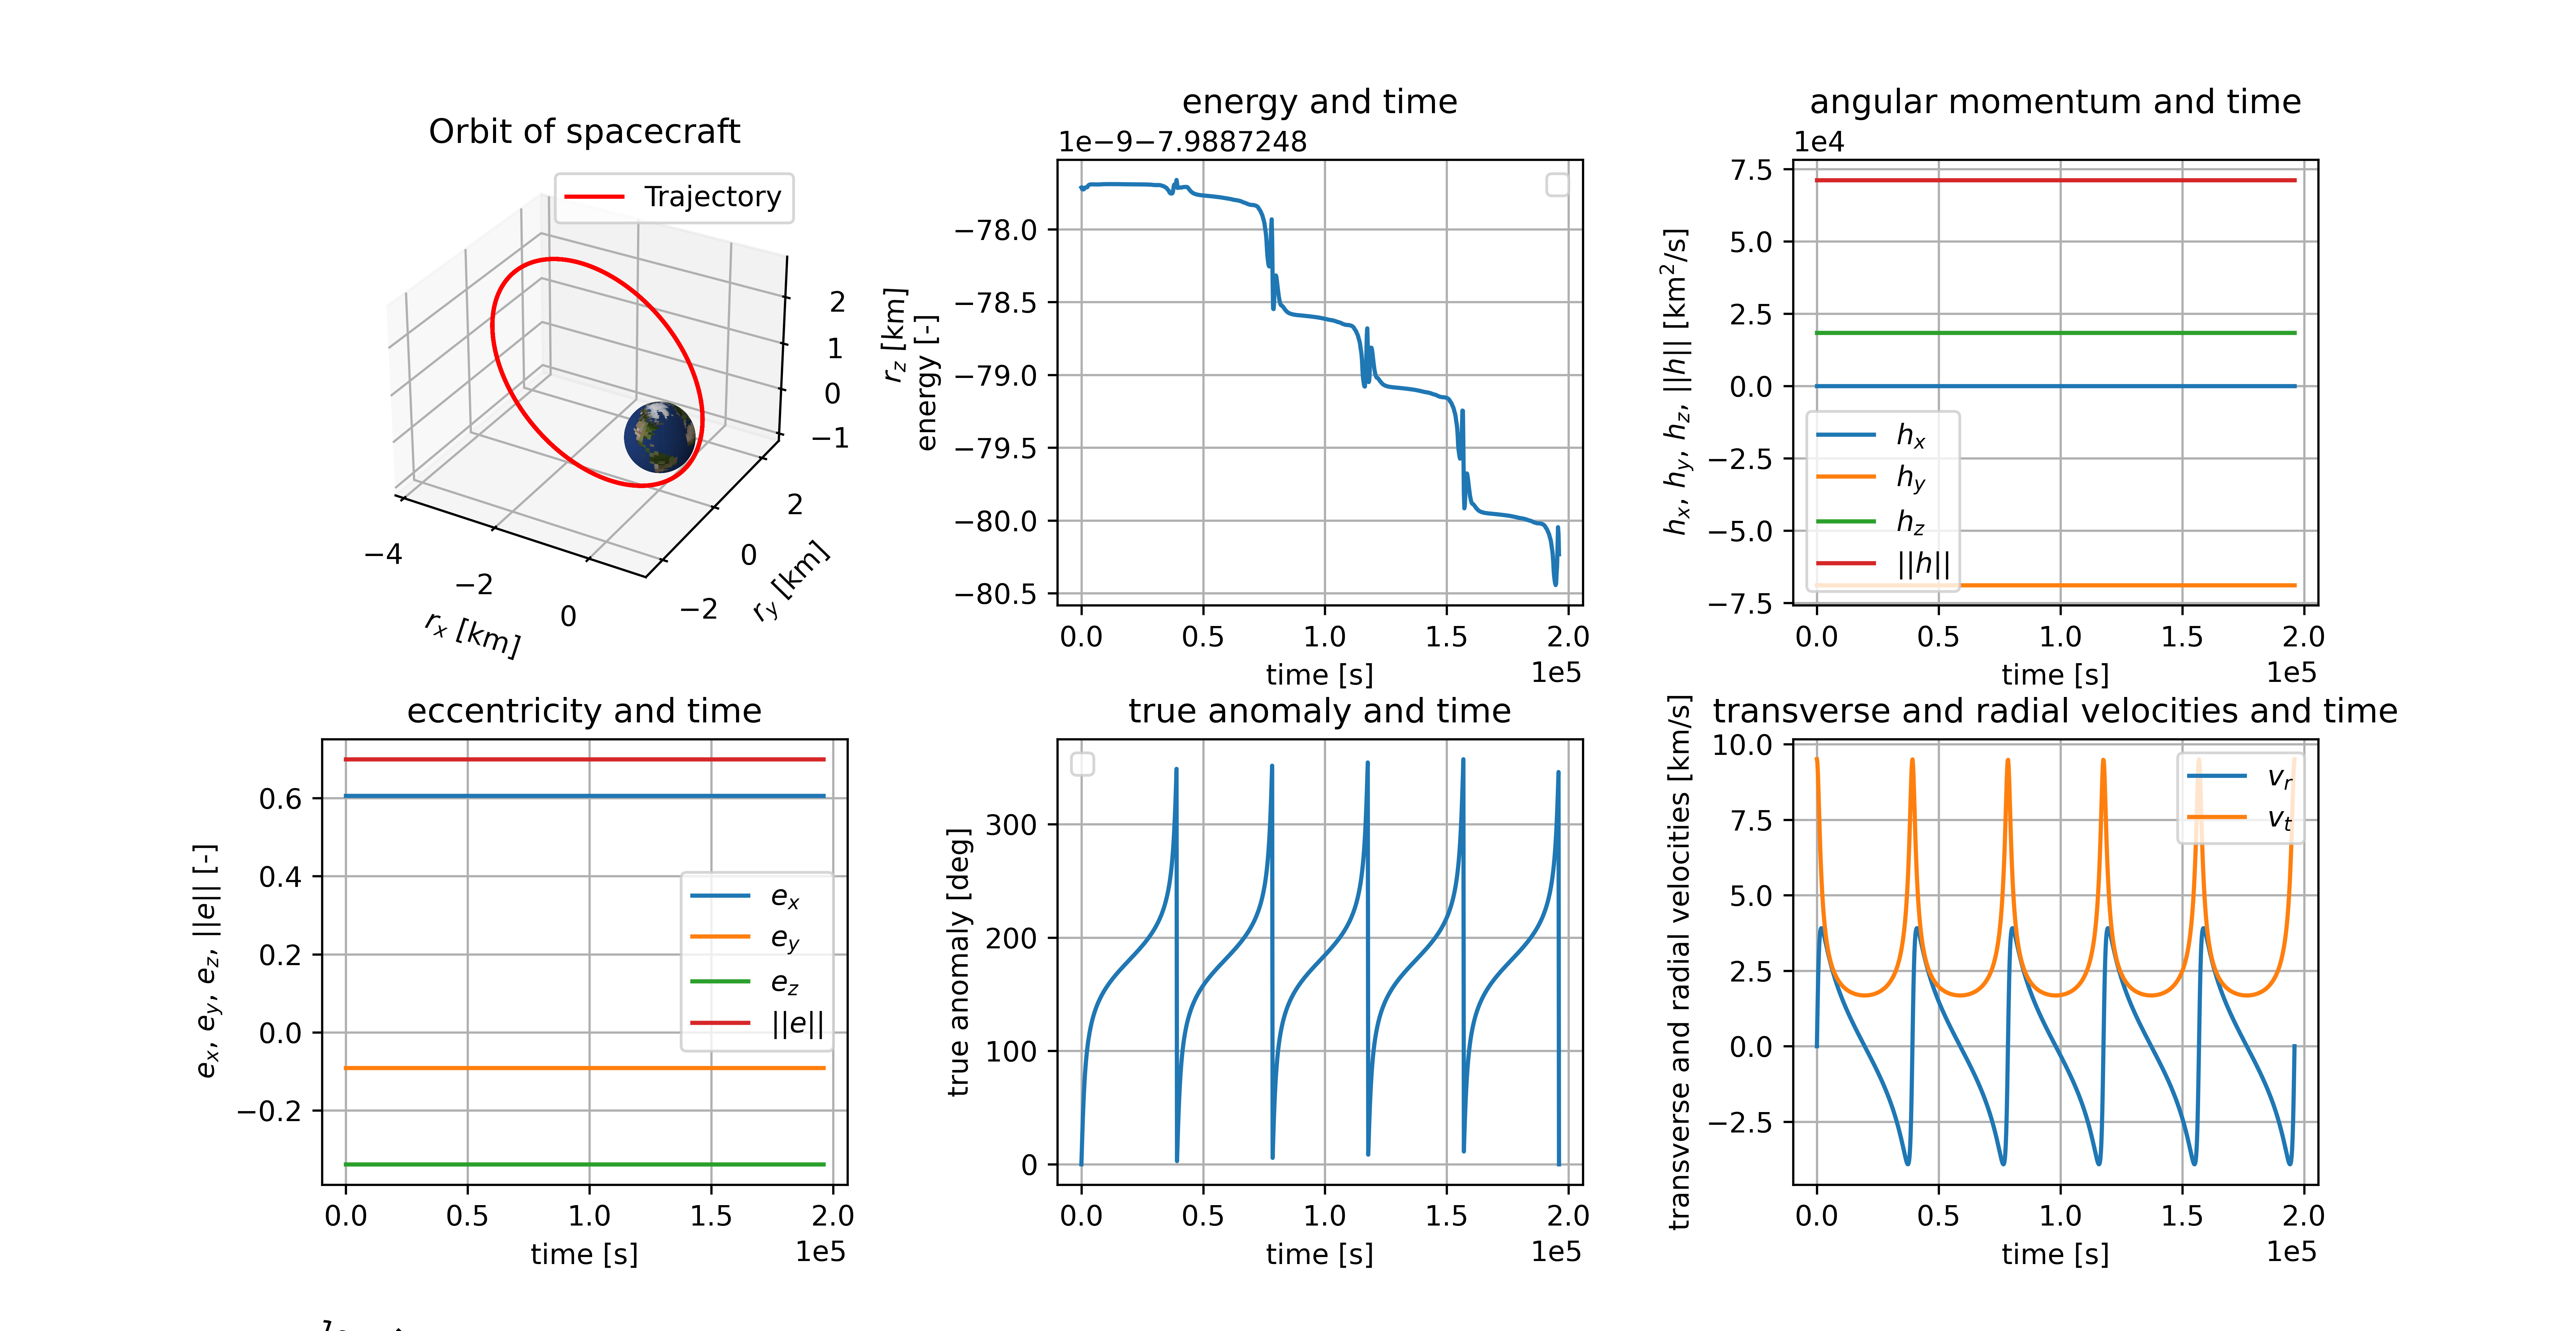 Orbit of spacecraft
Trajectory
2
1
0
−1
r_z [km]
2
0
−2
r_y [km]
−4
−2
0
r_x [km]
energy and time
1e−9−7.9887248
−78.0
−78.5
−79.0
−79.5
−80.0
−80.5
energy [-]
0.0 0.5 1.0 1.5 2.0
time [s] 1e5
angular momentum and time
1e4
7.5
5.0
2.5
0.0
−2.5
−5.0
−7.5
h_x, h_y, h_z, ||h|| [km²/s]
h_x
h_y
h_z
||h||
0.0 0.5 1.0 1.5 2.0
time [s] 1e5
eccentricity and time
0.6
0.4
0.2
0.0
−0.2
e_x, e_y, e_z, ||e|| [-]
e_x
e_y
e_z
||e||
0.0 0.5 1.0 1.5 2.0
time [s] 1e5
true anomaly and time
300
200
100
0
true anomaly [deg]
0.0 0.5 1.0 1.5 2.0
time [s] 1e5
transverse and radial velocities and time
10.0
7.5
5.0
2.5
0.0
−2.5
transverse and radial velocities [km/s]
v_r
v_t
0.0 0.5 1.0 1.5 2.0
time [s] 1e5